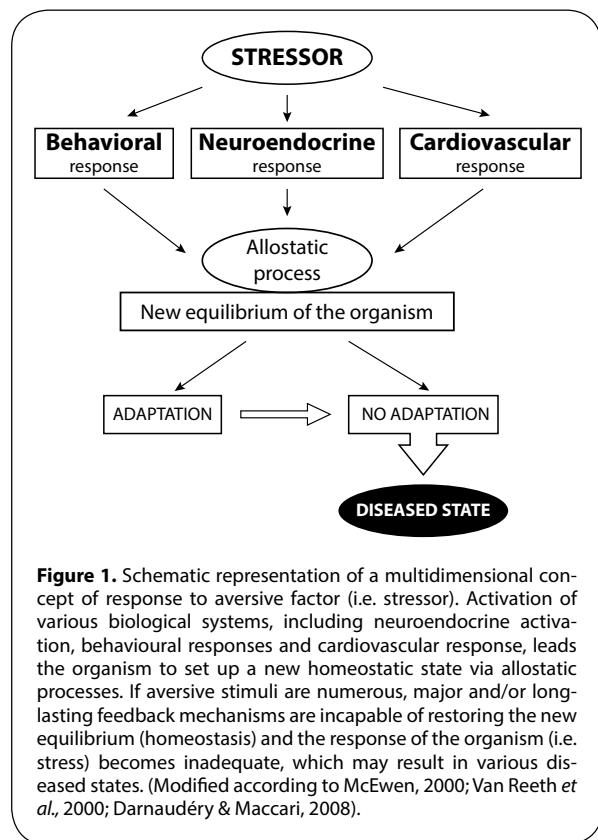 STRESSOR
Behavioral Neuroendocrine Cardiovascular
response response response
Allostatic
process
New equilibrium of the organism
ADAPTATION NO ADAPTATION
DISEASED STATE
Figure 1. Schematic representation of a multidimensional con-
cept of response to aversive factor (i.e. stressor). Activation of
various biological systems, including neuroendocrine activa-
tion, behavioural responses and cardiovascular response, leads
the organism to set up a new homeostatic state via allostatic
processes. If aversive stimuli are numerous, major and/or long-
lasting feedback mechanisms are incapable of restoring the new
equilibrium (homeostasis) and the response of the organism (i.e.
stress) becomes inadequate, which may result in various dis-
eased states. (Modified according to McEwen, 2000; Van Reeth
et al., 2000; Darnaudéry & Maccari, 2008).